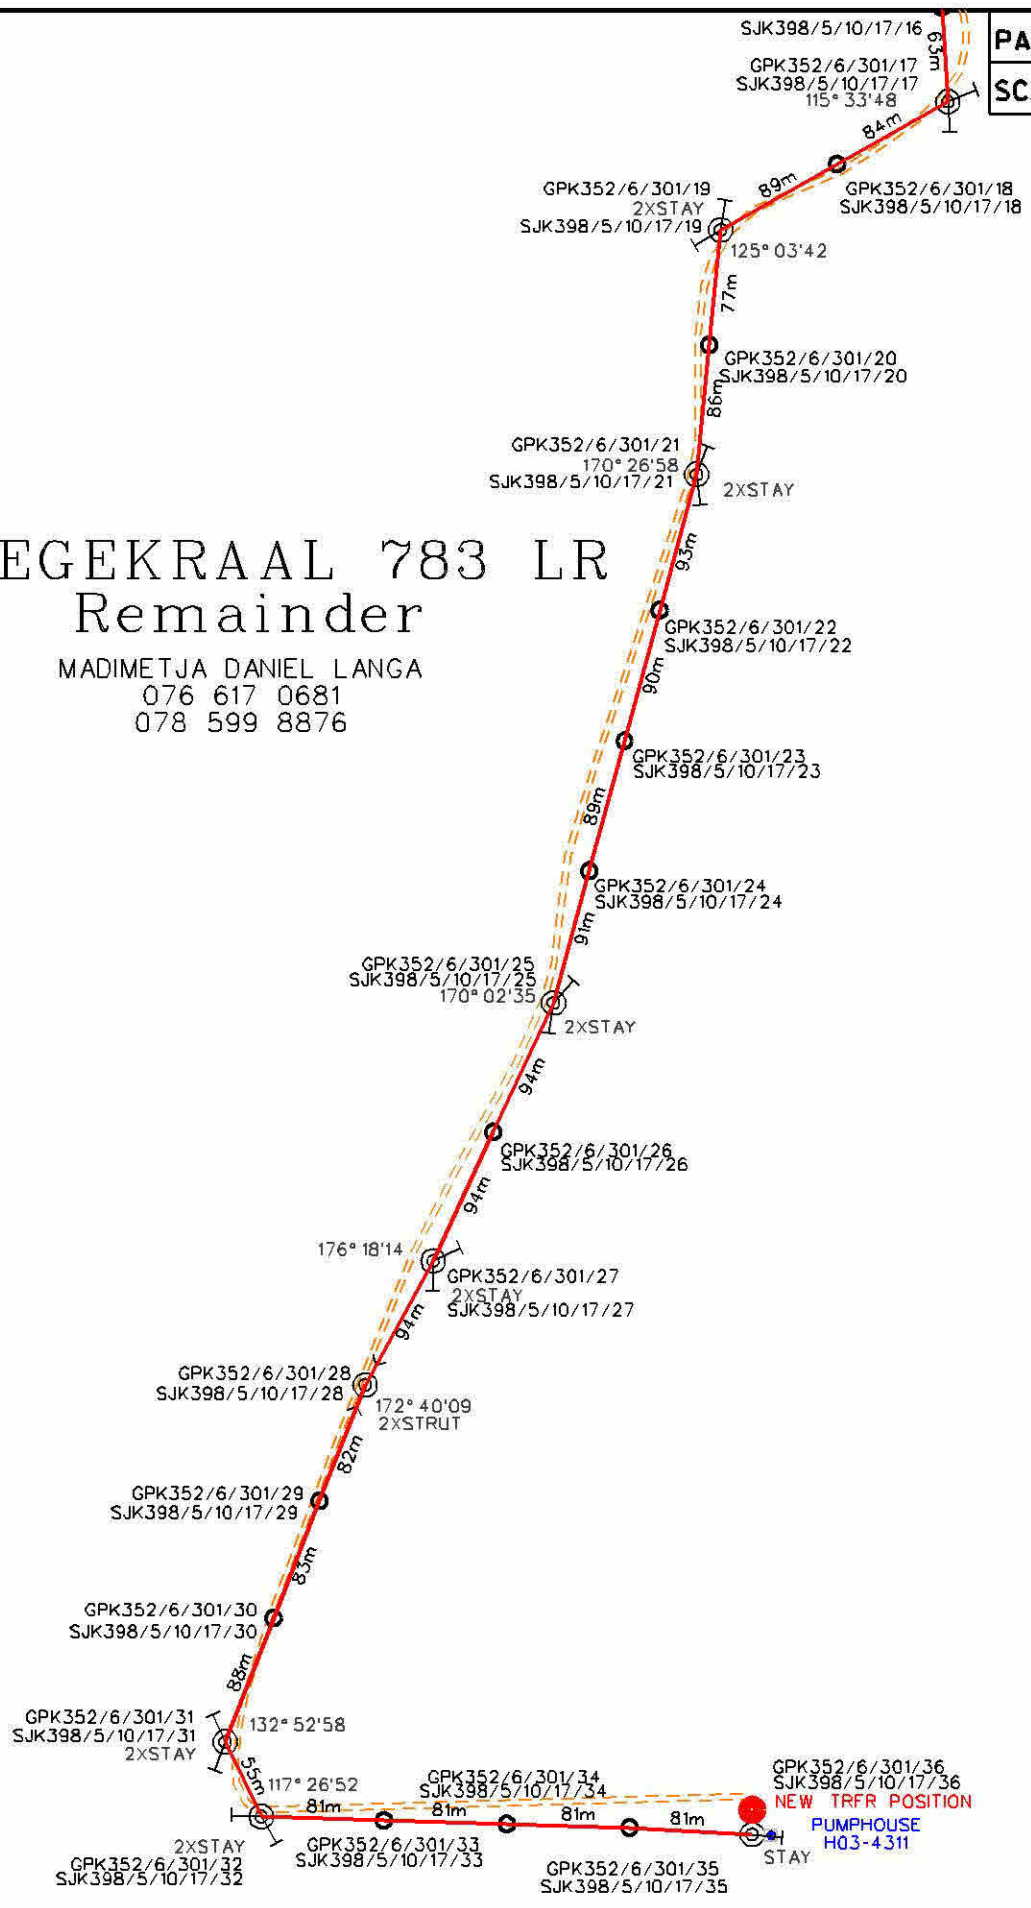 SJK398/5/10/17/16
63m
PA
GPK352/6/301/17
SJK398/5/10/17/17
115° 33'48
SC
84m
89m
GPK352/6/301/18
SJK398/5/10/17/18
GPK352/6/301/19
2XSTAY
SJK398/5/10/17/19
125° 03'42
77m
GPK352/6/301/20
SJK398/5/10/17/20
86m
GPK352/6/301/21
170° 26'58
SJK398/5/10/17/21
2XSTAY
93m
EGEKRAAL 783 LR
Remainder
MADIMETJA DANIEL LANGA
076 617 0681
078 599 8876
GPK352/6/301/22
SJK398/5/10/17/22
90m
GPK352/6/301/23
SJK398/5/10/17/23
89m
GPK352/6/301/24
SJK398/5/10/17/24
91m
GPK352/6/301/25
SJK398/5/10/17/25
170° 02'35
2XSTAY
94m
GPK352/6/301/26
SJK398/5/10/17/26
94m
176° 18'14
GPK352/6/301/27
2XSTAY
SJK398/5/10/17/27
94m
GPK352/6/301/28
SJK398/5/10/17/28
172° 40'09
2XSTRUT
82m
GPK352/6/301/29
SJK398/5/10/17/29
83m
GPK352/6/301/30
SJK398/5/10/17/30
88m
GPK352/6/301/31
SJK398/5/10/17/31
2XSTAY
132° 52'58
55m
117° 26'52
GPK352/6/301/34
SJK398/5/10/17/34
GPK352/6/301/36
SJK398/5/10/17/36
NEW TRFR POSITION
81m
81m
81m
81m
PUMPHOUSE
H03-4311
STAY
2XSTAY
GPK352/6/301/32
SJK398/5/10/17/32
GPK352/6/301/33
SJK398/5/10/17/33
GPK352/6/301/35
SJK398/5/10/17/35